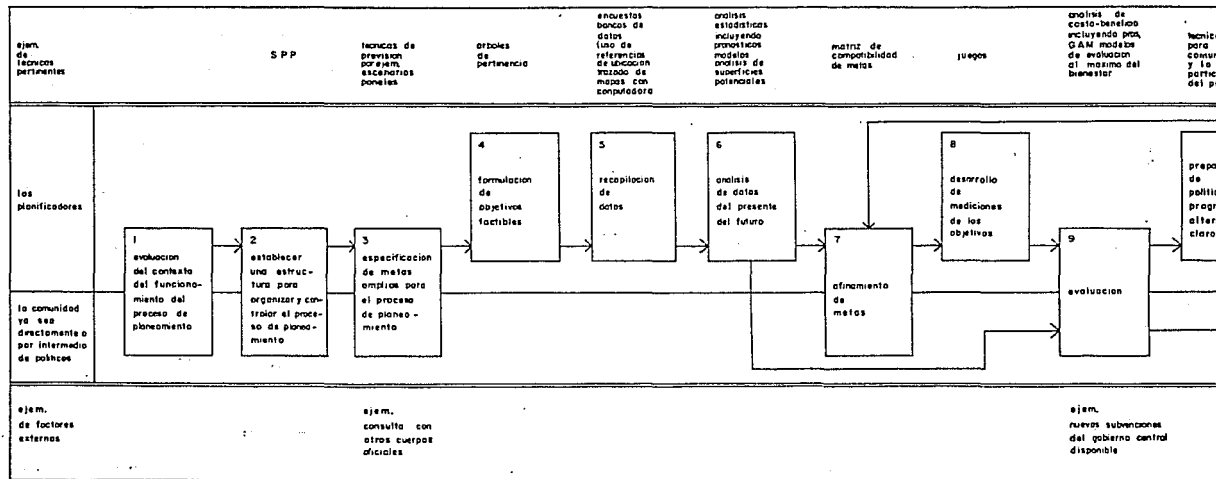 ejem.
de
tecnicas
pertinentes
SPP
tecnicas de
prevision
por ejem.
escenarios
paneles
arboles
de
pertinencia
encuestas
bancos de
datos
(uso de
referencias
de ubicacion
trazado de
mapas con
computadora
analisis
estadisticas
incluyendo
pronosticos
modelos
analisis de
superficies
potenciales
matriz de
compatibilidad
de metas
juegos
analisis de
costo-beneficio
incluyendo pros,
GAM modelos
de evaluacion
al maximo del
bienestar
para
y la
los
planificadores
1
evaluacion
del contexto
del funciona-
miento del
proceso de
planeamiento
2
establecer
una estruc-
tura para
organizar y con-
trolar el proce-
so de planea-
miento
3
especificacion
de metas
amplias para
el proceso
de planea-
miento
4
formulacion
de
objetivos
factibles
5
recopilacion
de
datos
6
analisis
de datos
del presente y
del futuro
7
afinamiento
de
metas
8
desarrollo
de
mediciones
de los
objetivos
9
evaluacion
de
la comunidad
ya sea
directamente o
por intermedio
de politicos
ejem.
de factores
externos
ejem.
consulta con
otros cuerpos
oficiales
ejem.
nuevas subvenciones
del gobierno central
disponible